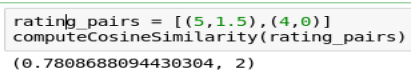 rating_pairs = [(5,1.5),(4,0)]
computeCosineSimilarity(rating_pairs)
(0.7808688094430304, 2)